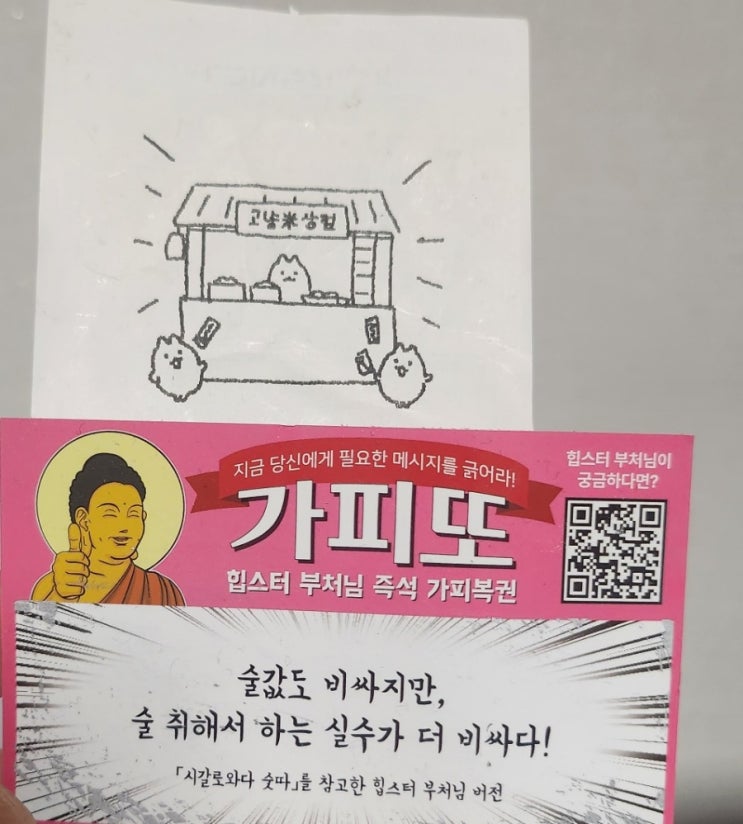 고냥米상점
지금 당신에게 필요한 메시지를 긁어라!
힙스터 부처님이
궁금하다면?
가피또
힙스터 부처님 즉석 가피복권
술값도 비싸지만,
술 취해서 하는 실수가 더 비싸다!
「시갈로와다 숫따」를 참고한 힙스터 부처님 버전